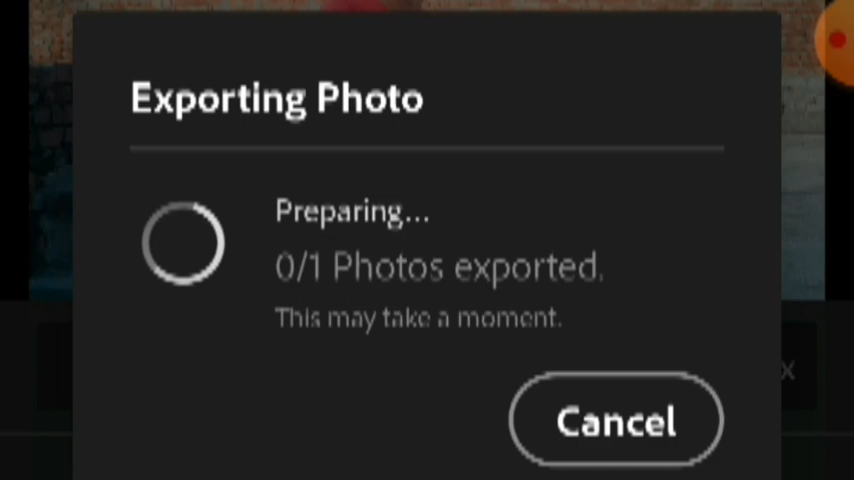 Exporting Photo
Preparing...
0/1 Photos exported.
This may take a moment.
Cancel
x